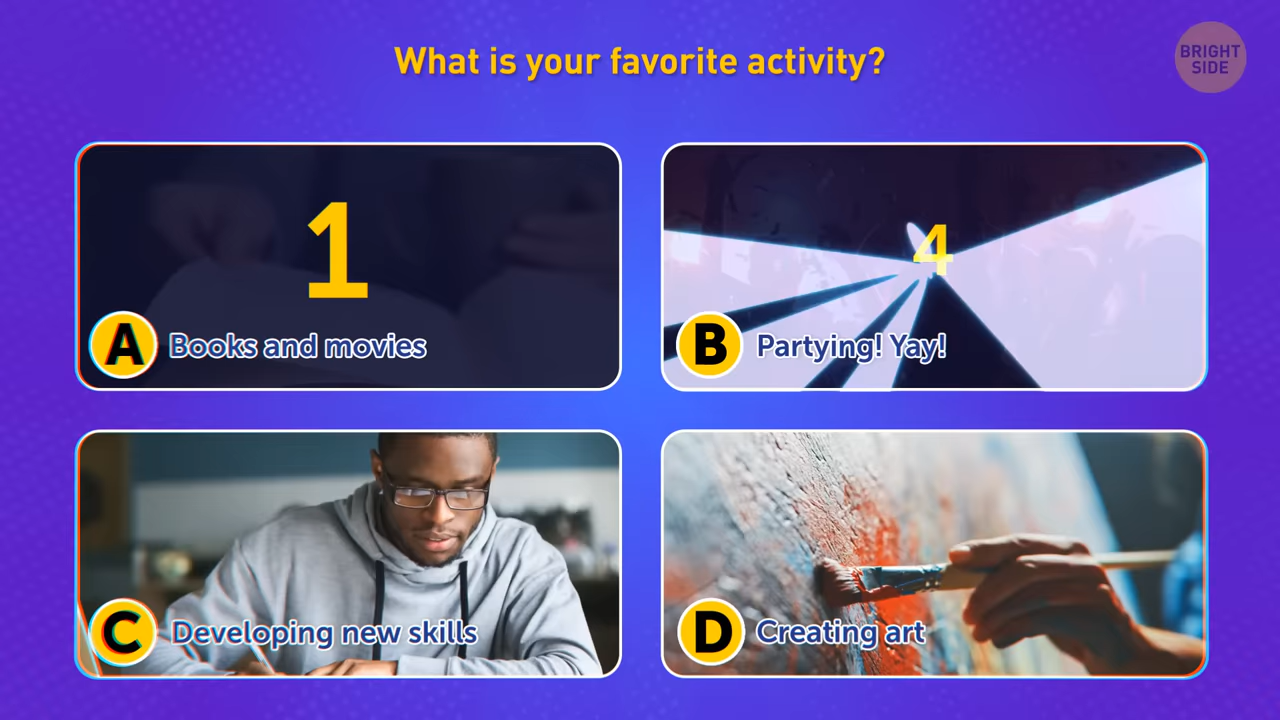 What is your favorite activity?
BRIGHT
SIDE
1
4
A Books and movies
B Partying! Yay!
C Developing new skills
D Creating art